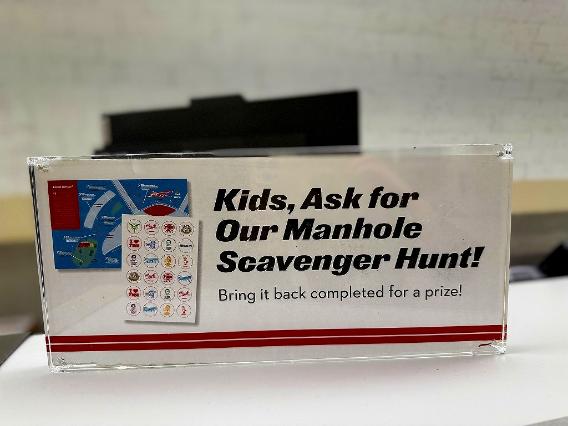 Kids, Ask for
Our Manhole
Scavenger Hunt!
Bring it back completed for a prize!